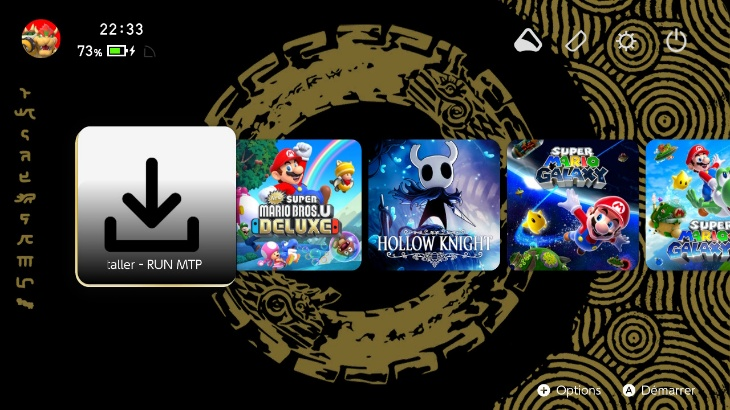 22:33
73%
taller - RUN MTP
SUPER
MARIO BROS. U
DELUXE
HOLLOW KNIGHT
SUPER
MARIO
GALAXY
SUPER
MARIO
GALAXY
Options
A Démarrer